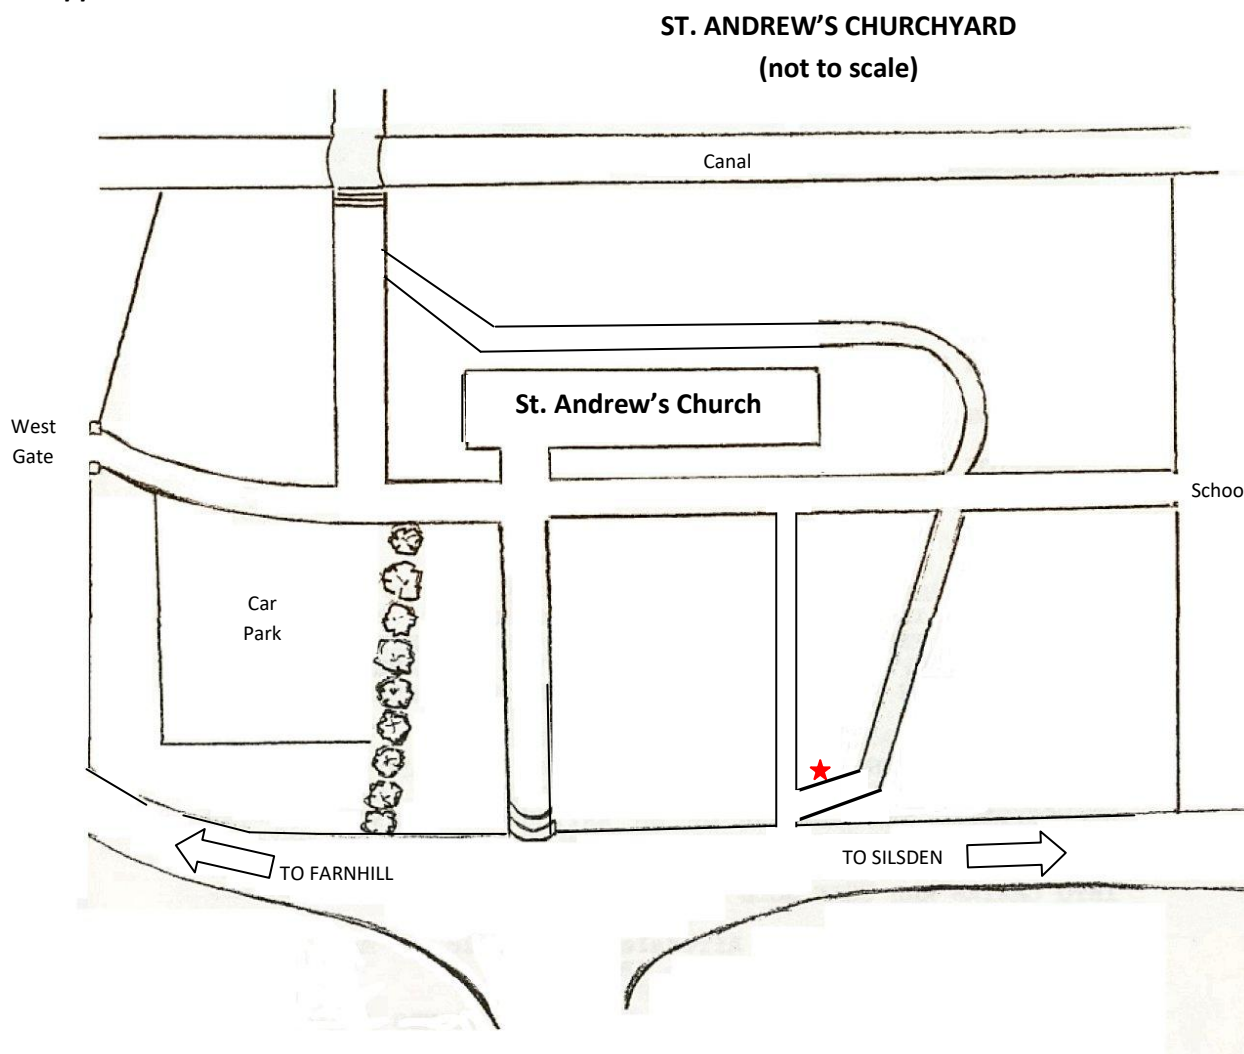 ST. ANDREW’S CHURCHYARD
(not to scale)
Canal
St. Andrew’s Church
West
Gate
Schoo
Car
Park
TO SILSDEN
TO FARNHILL